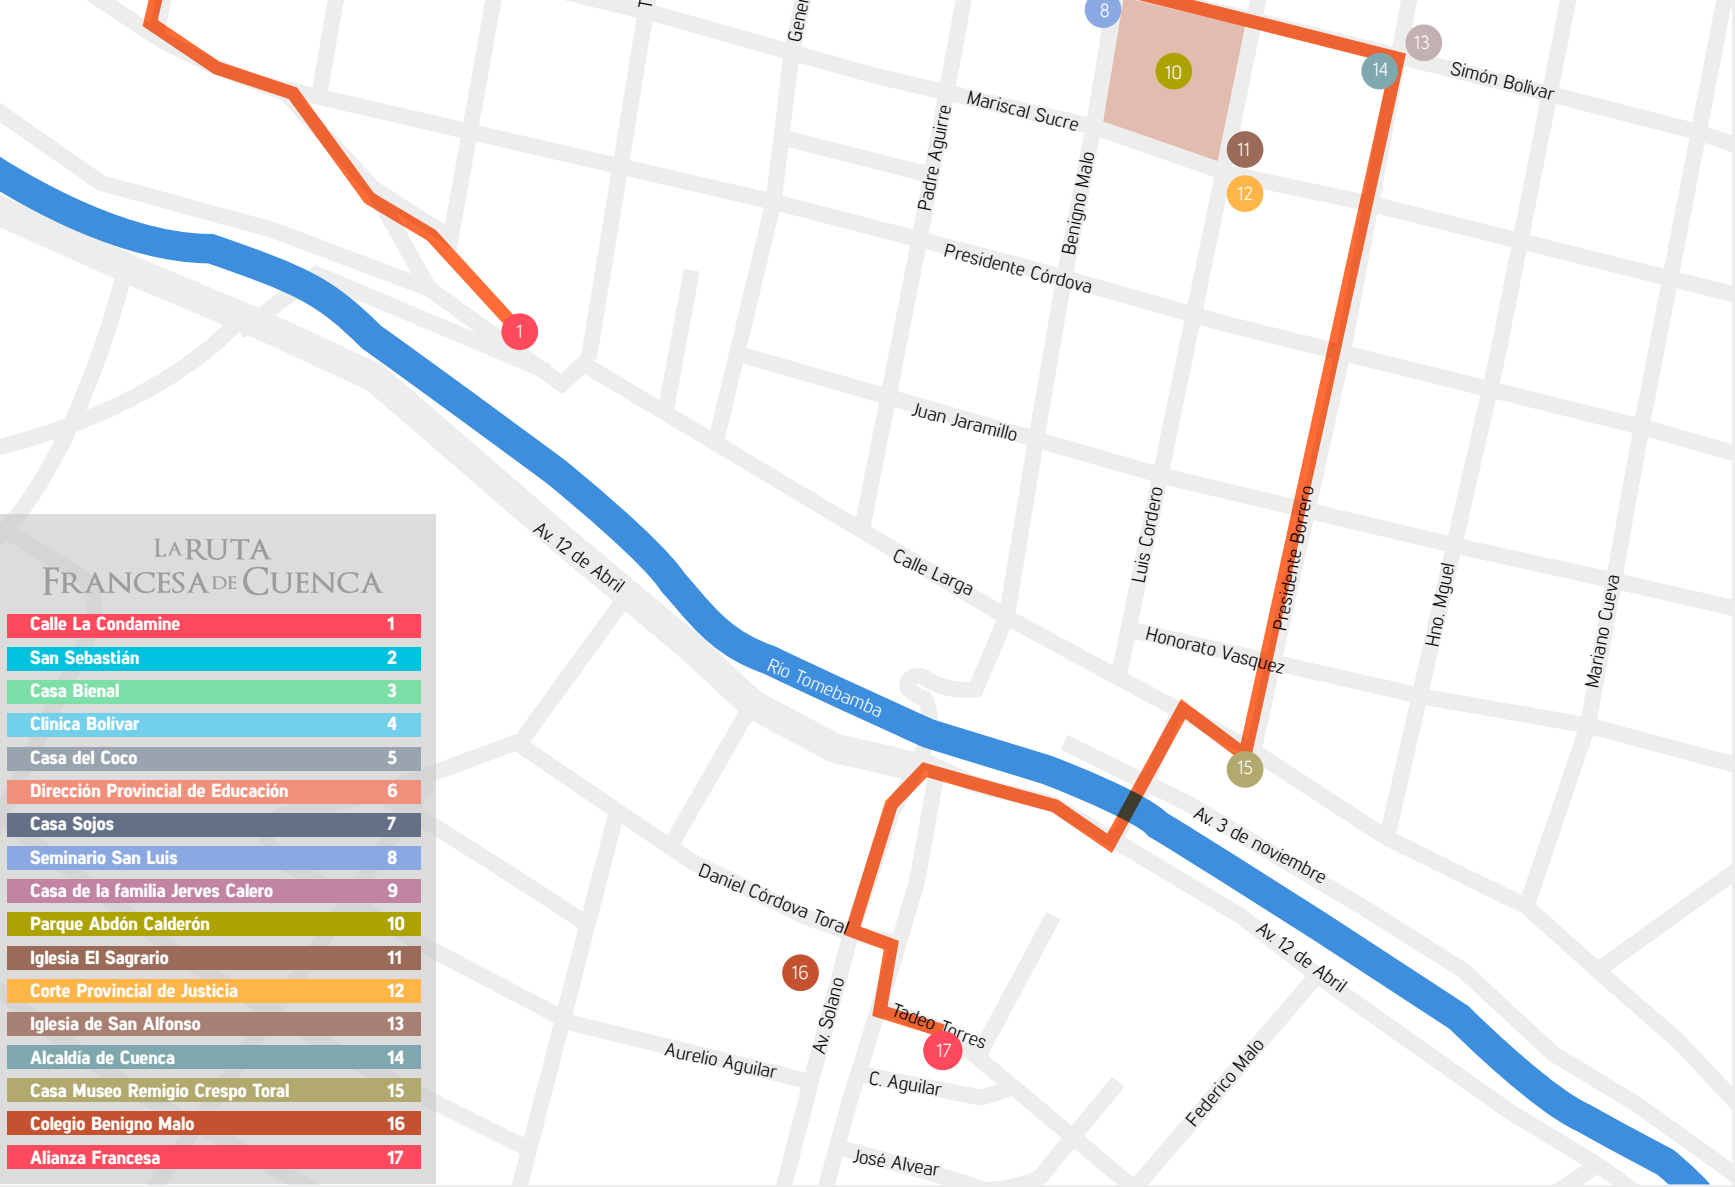 8
13
Simón Bolívar
14
10
Mariscal Sucre
Padre Aguirre
11
Benigno Malo
12
Presidente Córdova
1
Juan Jaramillo
Luis Cordero
Presidente Borrero
Av. 12 de Abril
Calle Larga
Hno. Mguel
Mariano Cueva
Honorato Vasquez
Río Tomebamba
15
Av. 3 de noviembre
Daniel Córdova Toral
Av. 12 de Abril
16
Av. Solano
Tadeo Torres
17
Aurelio Aguilar
C. Aguilar
Federico Malo
José Alvear
LA RUTA
FRANCESA DE CUENCA
Calle La Condamine 1
San Sebastián 2
Casa Bienal 3
Clínica Bolívar 4
Casa del Coco 5
Dirección Provincial de Educación 6
Casa Sojos 7
Seminario San Luis 8
Casa de la familia Jerves Calero 9
Parque Abdón Calderón 10
Iglesia El Sagrario 11
Corte Provincial de Justicia 12
Iglesia de San Alfonso 13
Alcaldía de Cuenca 14
Casa Museo Remigio Crespo Toral 15
Colegio Benigno Malo 16
Alianza Francesa 17